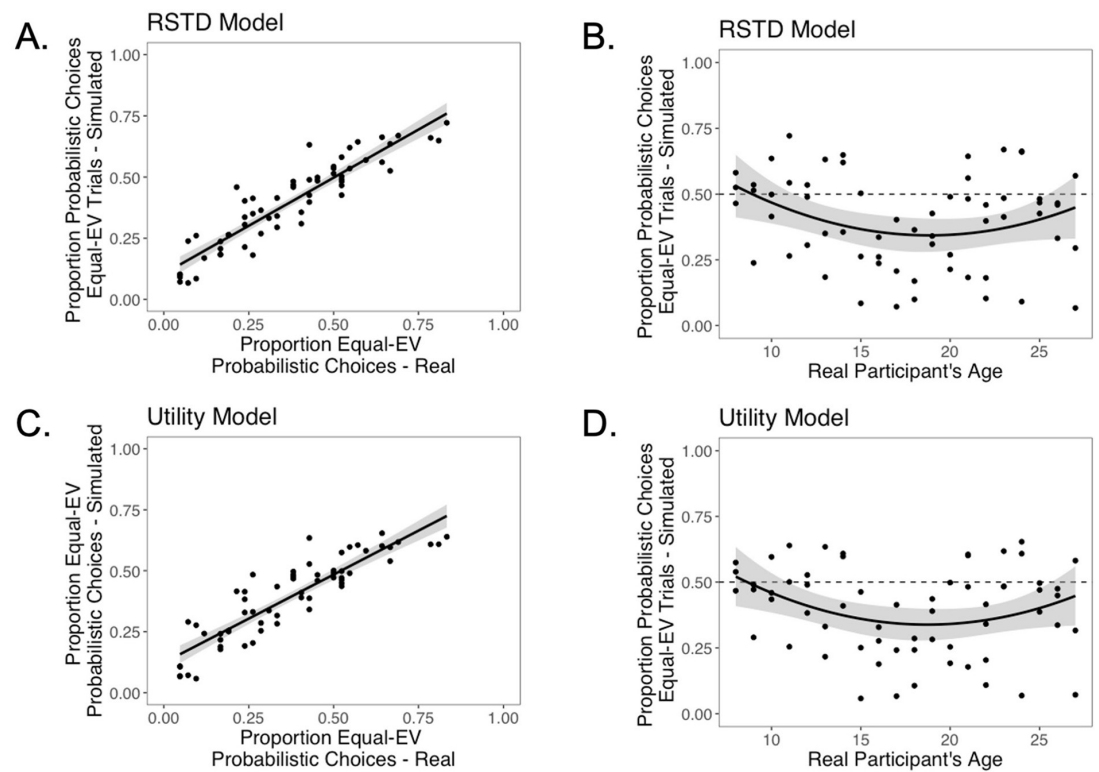 A.
RSTD Model
Proportion Probabilistic Choices
Equal-EV Trials - Simulated
1.00
0.75
0.50
0.25
0.00
0.00 0.25 0.50 0.75 1.00
Proportion Equal-EV
Probabilistic Choices - Real
B.
RSTD Model
Proportion Probabilistic Choices
Equal-EV Trials - Simulated
1.00
0.75
0.50
0.25
0.00
10 15 20 25
Real Participant's Age
C.
Utility Model
Proportion Equal-EV
Probabilistic Choices - Simulated
1.00
0.75
0.50
0.25
0.00
0.00 0.25 0.50 0.75 1.00
Proportion Equal-EV
Probabilistic Choices - Real
D.
Utility Model
Proportion Probabilistic Choices
Equal-EV Trials - Simulated
1.00
0.75
0.50
0.25
0.00
10 15 20 25
Real Participant's Age